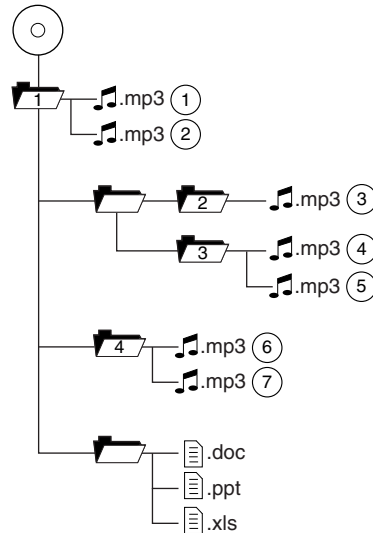 1 .mp3 1
.mp3 2
2 .mp3 3
3 .mp3 4
.mp3 5
4 .mp3 6
.mp3 7
.doc
.ppt
.xls